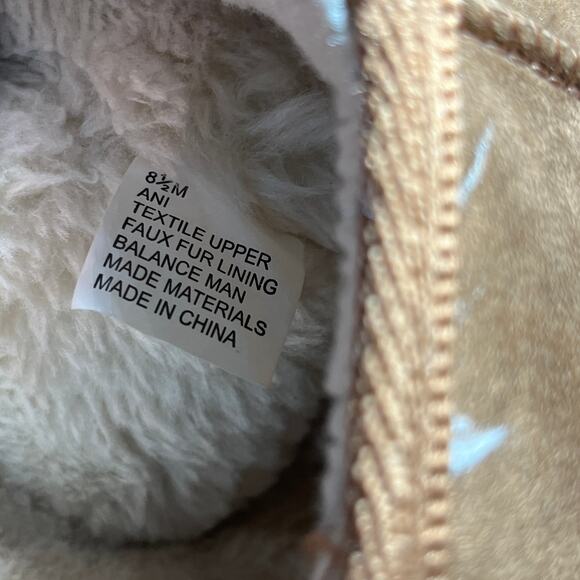 8½M
ANI
TEXTILE UPPER
FAUX FUR LINING
BALANCE MAN
MADE MATERIALS
MADE IN CHINA